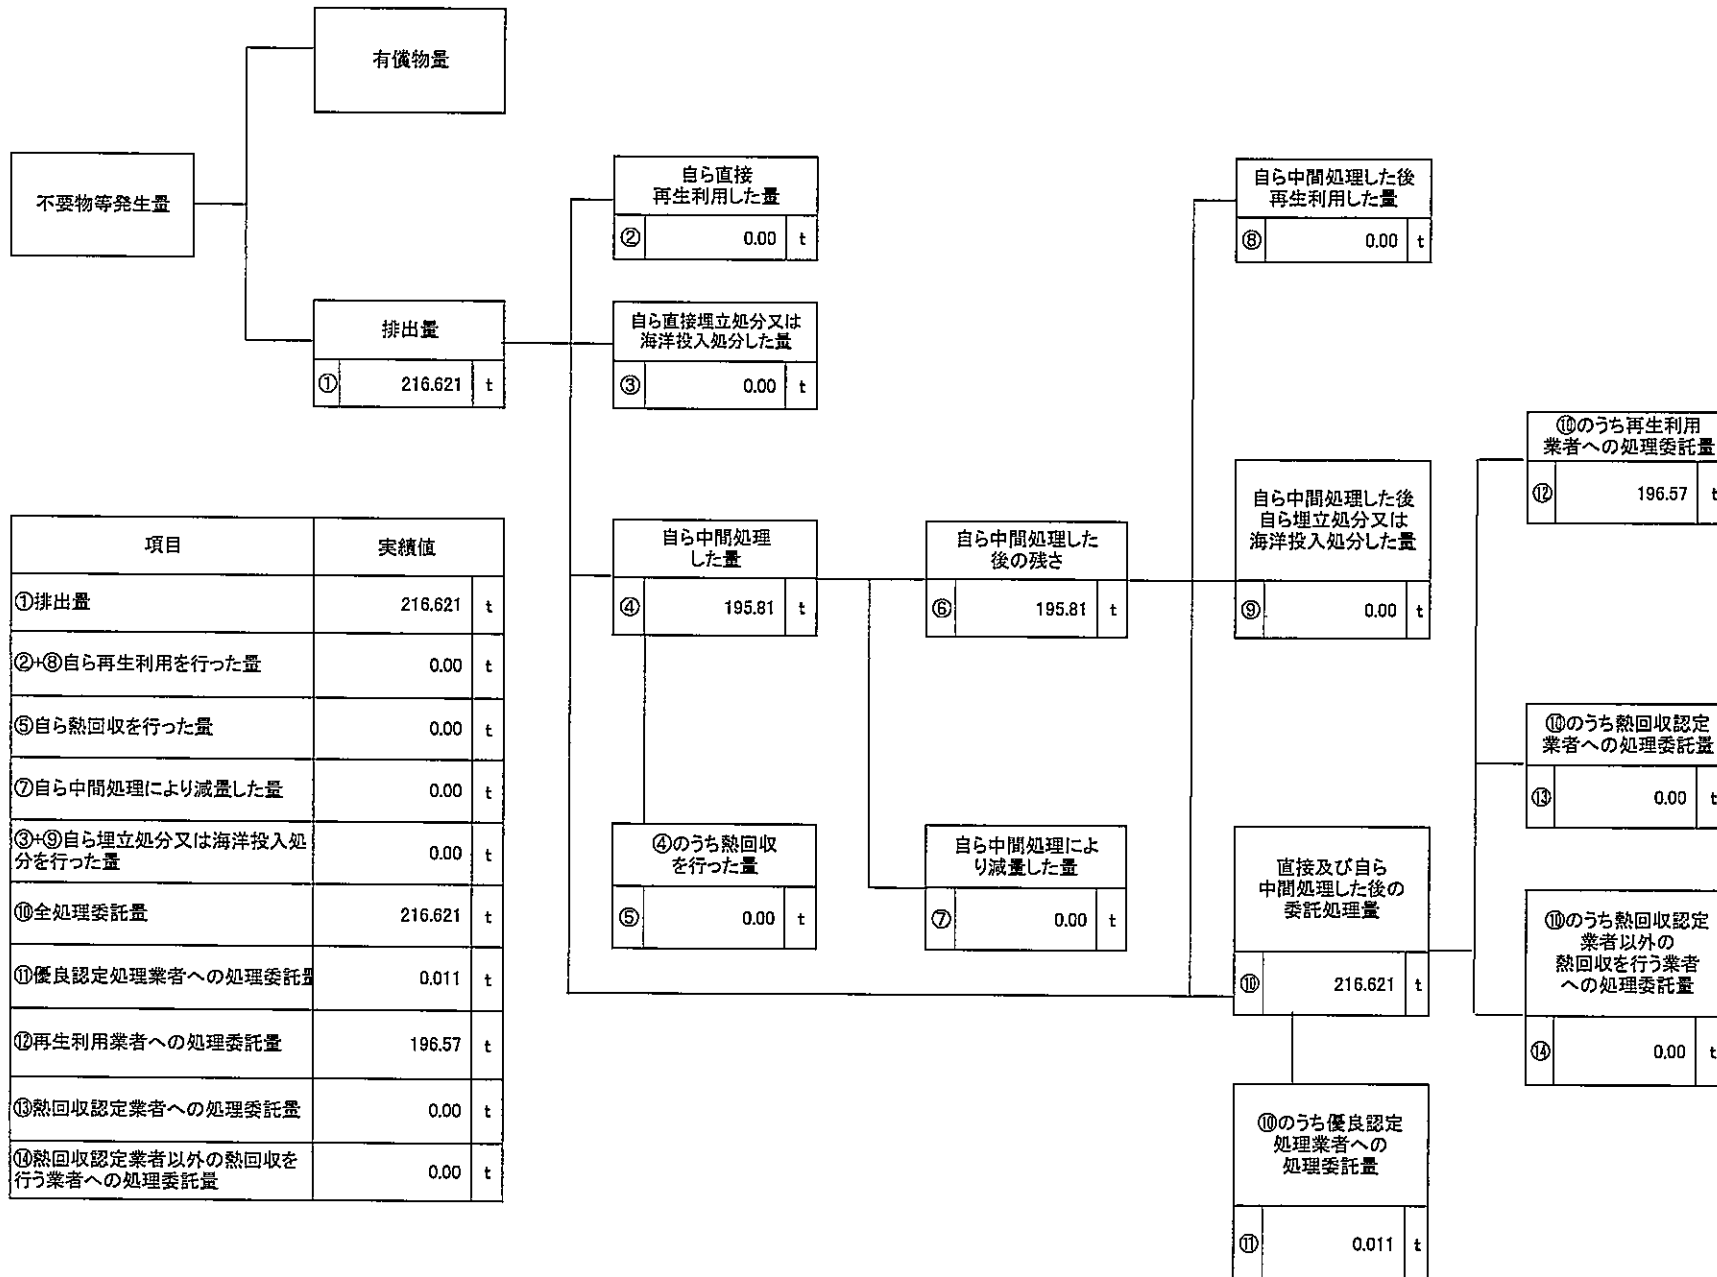 有償物量
不要物等発生量
排出量
① 216.621 t
自ら直接
再生利用した量
② 0.00 t
自ら直接埋立処分又は
海洋投入処分した量
③ 0.00 t
自ら中間処理
した量
④ 195.81 t
④のうち熱回収
を行った量
⑤ 0.00 t
自ら中間処理した
後の残さ
⑥ 195.81 t
自ら中間処理によ
り減量した量
⑦ 0.00 t
自ら中間処理した後
再生利用した量
⑧ 0.00 t
自ら中間処理した後
自ら埋立処分又は
海洋投入処分した量
⑨ 0.00 t
直接及び自ら
中間処理した後の
委託処理量
⑩ 216.621 t
⑩のうち優良認定
処理業者への
処理委託量
⑪ 0.011 t
⑩のうち再生利用
業者への処理委託量
⑫ 196.57 t
⑩のうち熱回収認定
業者への処理委託量
⑬ 0.00 t
⑩のうち熱回収認定
業者以外の
熱回収を行う業者
への処理委託量
⑭ 0.00 t
項目 実績値
①排出量 216.621 t
②+⑧自ら再生利用を行った量 0.00 t
⑤自ら熱回収を行った量 0.00 t
⑦自ら中間処理により減量した量 0.00 t
③+⑨自ら埋立処分又は海洋投入処
分を行った量 0.00 t
⑩全処理委託量 216.621 t
⑪優良認定処理業者への処理委託量 0.011 t
⑫再生利用業者への処理委託量 196.57 t
⑬熱回収認定業者への処理委託量 0.00 t
⑭熱回収認定業者以外の熱回収を
行う業者への処理委託量 0.00 t